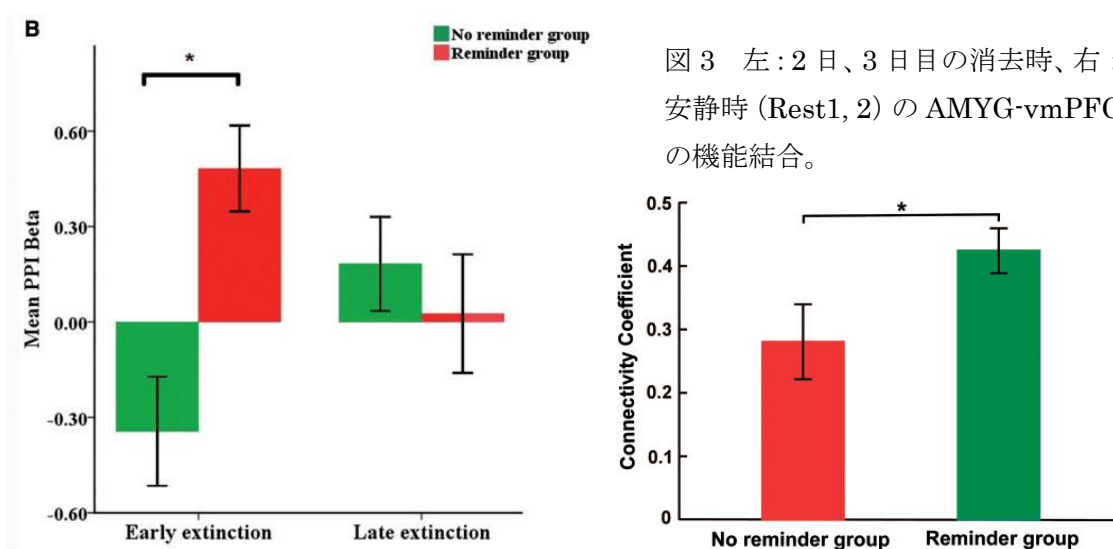 B
No reminder group
Reminder group
*
0.60
0.30
0.00
-0.30
-0.60
Mean PPI Beta
Early extinction
Late extinction
図 3 左:2 日、3 日目の消去時、右:
安静時 (Rest1, 2) の AMYG-vmPFC
の機能結合。
0.5
0.4
0.3
0.2
0.1
0
Connectivity Coefficient
*
No reminder group
Reminder group